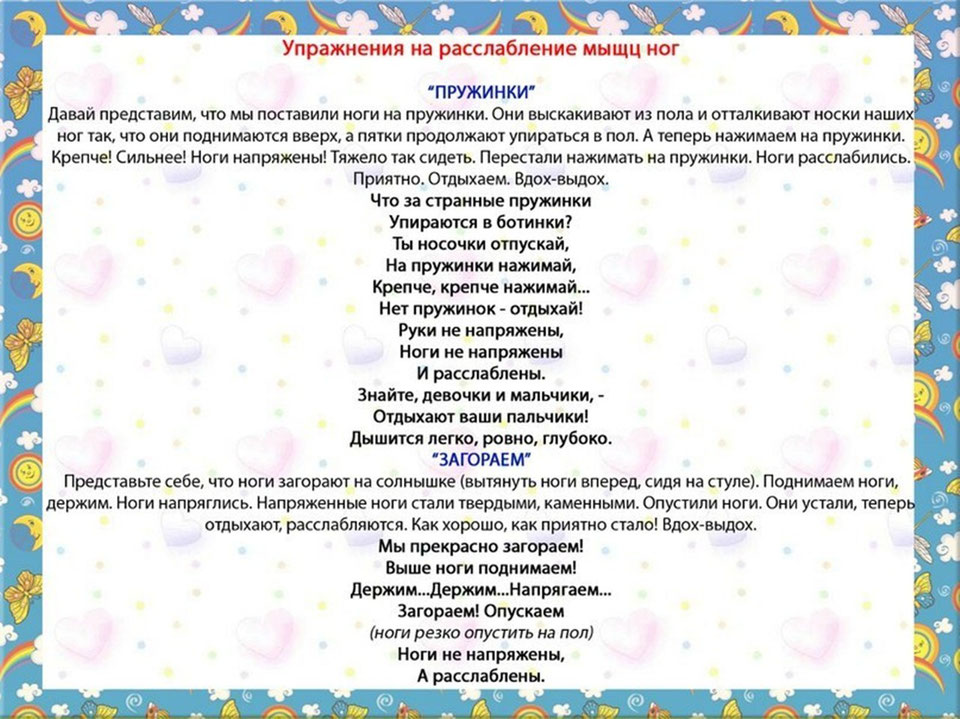 Упражнения на расслабление мыщц ног
“ПРУЖИНКИ”
Давай представим, что мы поставили ноги на пружинки. Они выскакивают из пола и отталкивают носки наших
ног так, что они поднимаются вверх, а пятки продолжают упираться в пол. А теперь нажимаем на пружинки.
Крепче! Сильнее! Ноги напряжены! Тяжело так сидеть. Перестали нажимать на пружинки. Ноги расслабились.
Приятно. Отдыхаем. Вдох-выдох.
Что за странные пружинки
Упираются в ботинки?
Ты носочки отпускай,
На пружинки нажимай,
Крепче, крепче нажимай...
Нет пружинок - отдыхай!
Руки не напряжены,
Ноги не напряжены
И расслаблены.
Знайте, девочки и мальчики, -
Отдыхают ваши пальчики!
Дышится легко, ровно, глубоко.
“ЗАГОРАЕМ”
Представьте себе, что ноги загорают на солнышке (вытянуть ноги вперед, сидя на стуле). Поднимаем ноги,
держим. Ноги напряглись. Напряженные ноги стали твердыми, каменными. Опустили ноги. Они устали, теперь
отдыхают, расслабляются. Как хорошо, как приятно стало! Вдох-выдох.
Мы прекрасно загораем!
Выше ноги поднимаем!
Держим...Держим...Напрягаем...
Загораем! Опускаем
(ноги резко опустить на пол)
Ноги не напряжены,
А расслаблены.